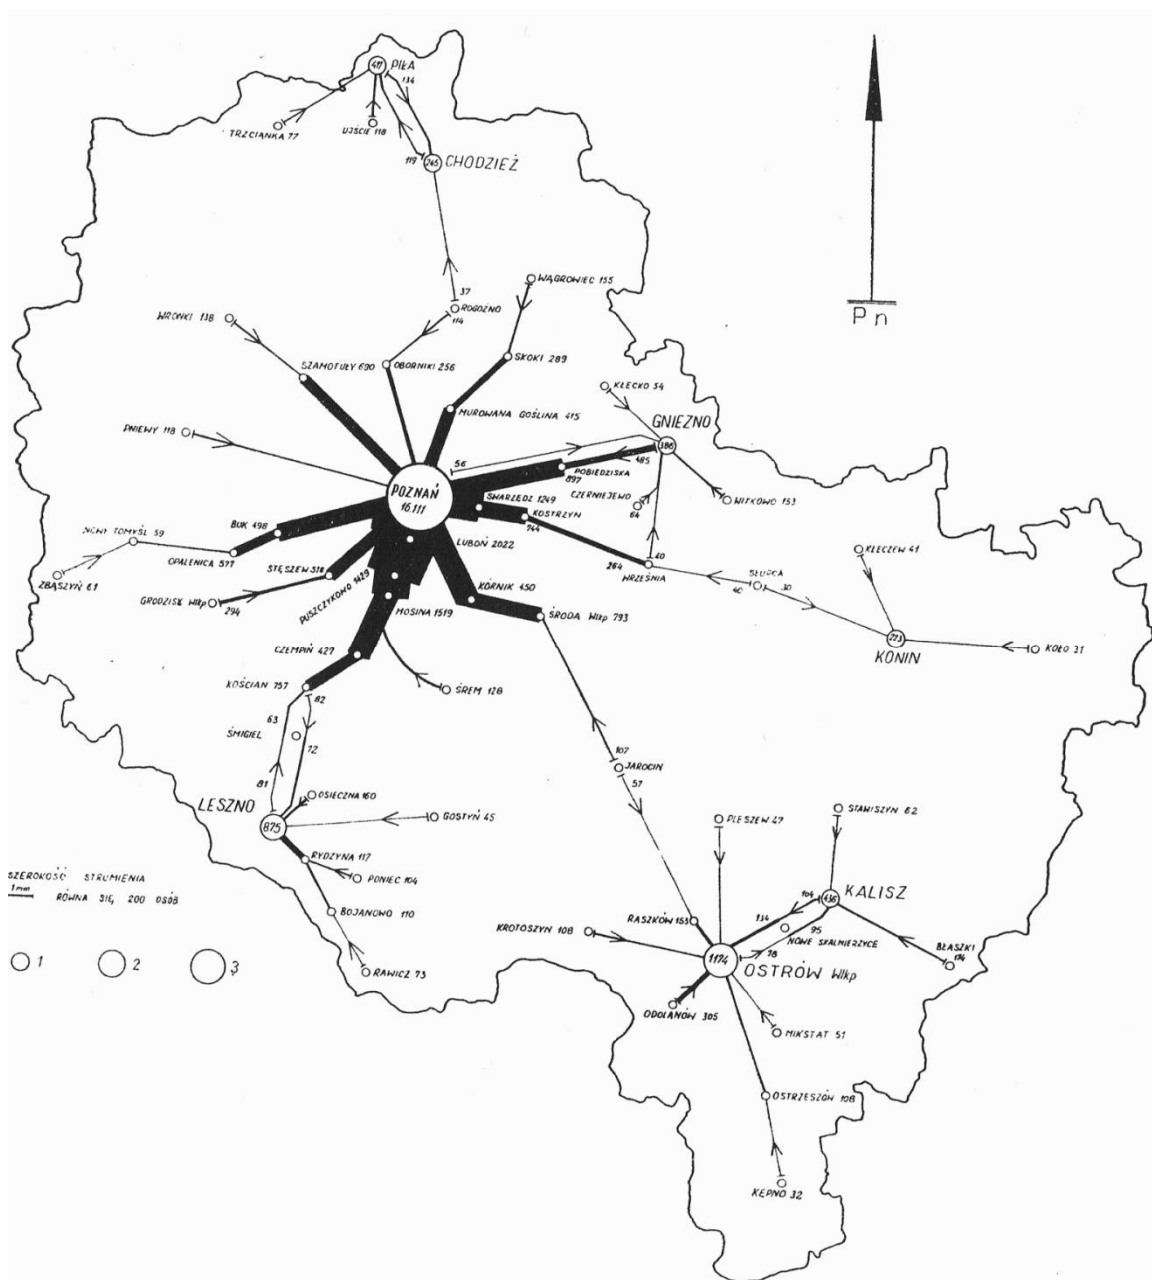 417 PIŁA
134
TRZCIANKA 77
UJŚCIE 118
119
245 CHODZIEŻ
Pn
WĄGROWIEC 155
37
ROGOŹNO
114
WRONKI 138
SZAMOTUŁY 690
OBORNIKI 256
SKOKI 289
KŁECKO 54
MUROWANA GOŚLINA 415
GNIEZNO
386
PNIEWY 118
56
485
POBIEDZISKA
897
POZNAŃ
16.111
SWARZĘDZ 1249
CZERNIEJEWO
64
WITKOWO 153
KOSTRZYN
744
BUK 498
NOWY TOMYŚL 59
LUBOŃ 2022
OPALENICA 577
ZBĄSZYŃ 61
STĘSZEW 518
40
264
WRZEŚNIA
KLECZEW 41
SŁUPCA
40
30
PUSZCZYKOWO 1429
GRODZISK Wlkp
294
KÓRNIK 450
MOSINA 1519
ŚRODA Wlkp 793
273
KONIN
KOŁO 31
CZEMPIŃ 427
KOŚCIAN 757
ŚREM 128
82
63
ŚMIGIEL
72
107
JAROCIN
57
81
LESZNO
OSIECZNA 160
875
GOSTYŃ 45
PLESZEW 47
STAWISZYN 62
RYDZYNA 117
PONIEC 104
SZEROKOŚĆ STRUMIENIA
1mm
RÓWNA SIĘ, 200 OSÓB
BOJANOWO 110
KALISZ
436
104
134
95
NOWE SKALMIERZYCE
78
RASZKÓW 153
KROTOSZYN 108
BŁASZKI
174
1174
OSTRÓW Wlkp
1
2
3
RAWICZ 73
ODOLANÓW 305
MIKSTAT 51
OSTRZESZÓW 108
KĘPNO 32